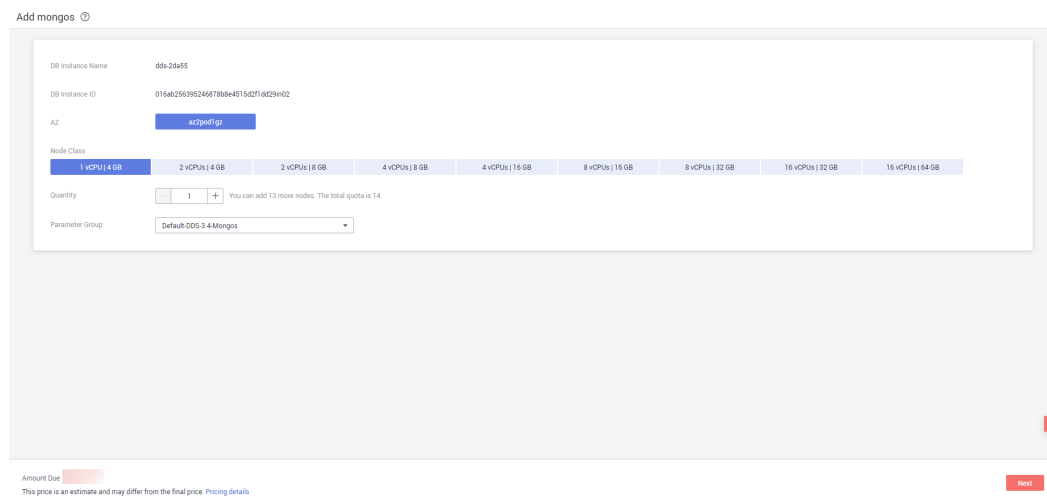 Add mongos
DB Instance Name dds-2da55
DB Instance ID 016ab256395246878b8e4515d2f1dd29in02
AZ az2pod1gz
Node Class
1 vCPU | 4 GB 2 vCPUs | 4 GB 2 vCPUs | 8 GB 4 vCPUs | 8 GB 4 vCPUs | 16 GB 8 vCPUs | 16 GB 8 vCPUs | 32 GB 16 vCPUs | 32 GB 16 vCPUs | 64 GB
Quantity − 1 + You can add 13 more nodes. The total quota is 14.
Parameter Group Default-DDS-3.4-Mongos
Amount Due
This price is an estimate and may differ from the final price. Pricing details
Next